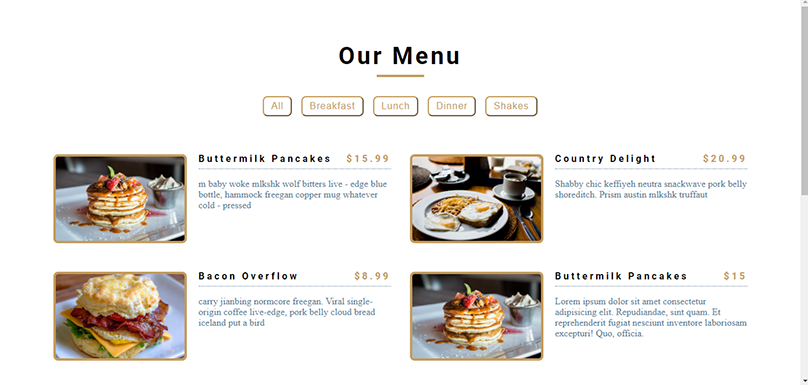 Our Menu
All Breakfast Lunch Dinner Shakes
Buttermilk Pancakes $15.99
m baby woke mlkshk wolf bitters live - edge blue
bottle, hammock freegan copper mug whatever
cold - pressed
Country Delight $20.99
Shabby chic keffiyeh neutra snackwave pork belly
shoreditch. Prism austin mlkshk truffaut
Bacon Overflow $8.99
carry jianbing normcore freegan. Viral single-
origin coffee live-edge, pork belly cloud bread
iceland put a bird
Buttermilk Pancakes $15
Lorem ipsum dolor sit amet consectetur
adipisicing elit. Repudiandae, sint quam. Et
reprehenderit fugiat nesciunt inventore laboriosam
excepturi! Quo, officia.